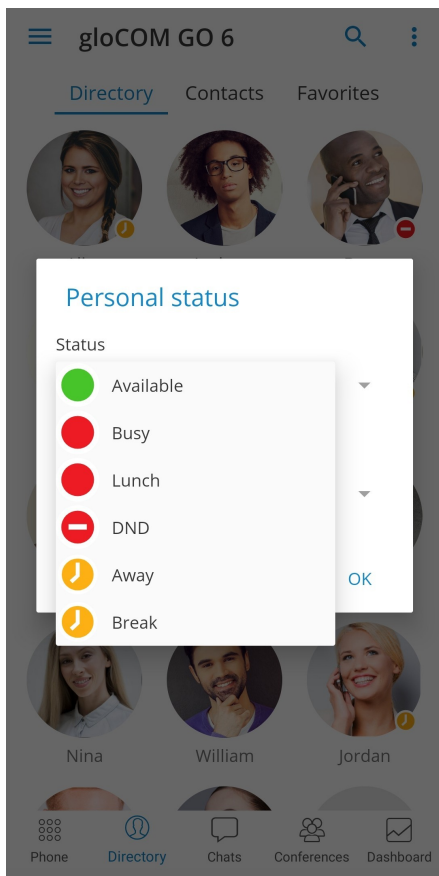 gloCOM GO 6
Directory Contacts Favorites
Personal status
Status
Available
Busy
Lunch
DND
Away
Break
OK
Nina William Jordan
Phone Directory Chats Conferences Dashboard